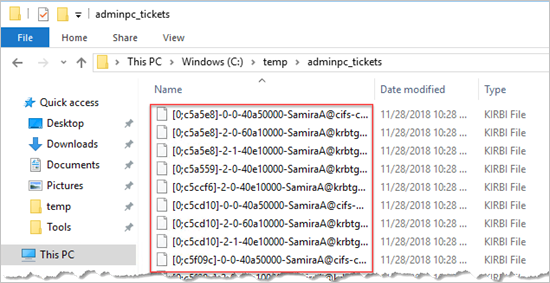 adminpc_tickets
File Home Share View
This PC > Windows (C:) > temp > adminpc_tickets
Name Date modified Type
Quick access
Desktop
Downloads
Documents
Pictures
temp
Tools
This PC
[0;c5a5e8]-0-0-40a50000-SamiraA@cifs-c... 11/28/2018 10:28 ... KIRBI File
[0;c5a5e8]-2-0-60a10000-SamiraA@krbtg... 11/28/2018 10:28 ... KIRBI File
[0;c5a5e8]-2-1-40e10000-SamiraA@krbtg... 11/28/2018 10:28 ... KIRBI File
[0;c5a559]-2-0-40e10000-SamiraA@krbtg... 11/28/2018 10:28 ... KIRBI File
[0;c5ccf6]-2-0-40e10000-SamiraA@krbtg... 11/28/2018 10:28 ... KIRBI File
[0;c5cd10]-0-0-40a50000-SamiraA@cifs-c... 11/28/2018 10:28 ... KIRBI File
[0;c5cd10]-2-0-60a10000-SamiraA@krbtg... 11/28/2018 10:28 ... KIRBI File
[0;c5cd10]-2-1-40e10000-SamiraA@krbtg... 11/28/2018 10:28 ... KIRBI File
[0;c5f09c]-0-0-40a50000-SamiraA@cifs-c... 11/28/2018 10:28 ... KIRBI File